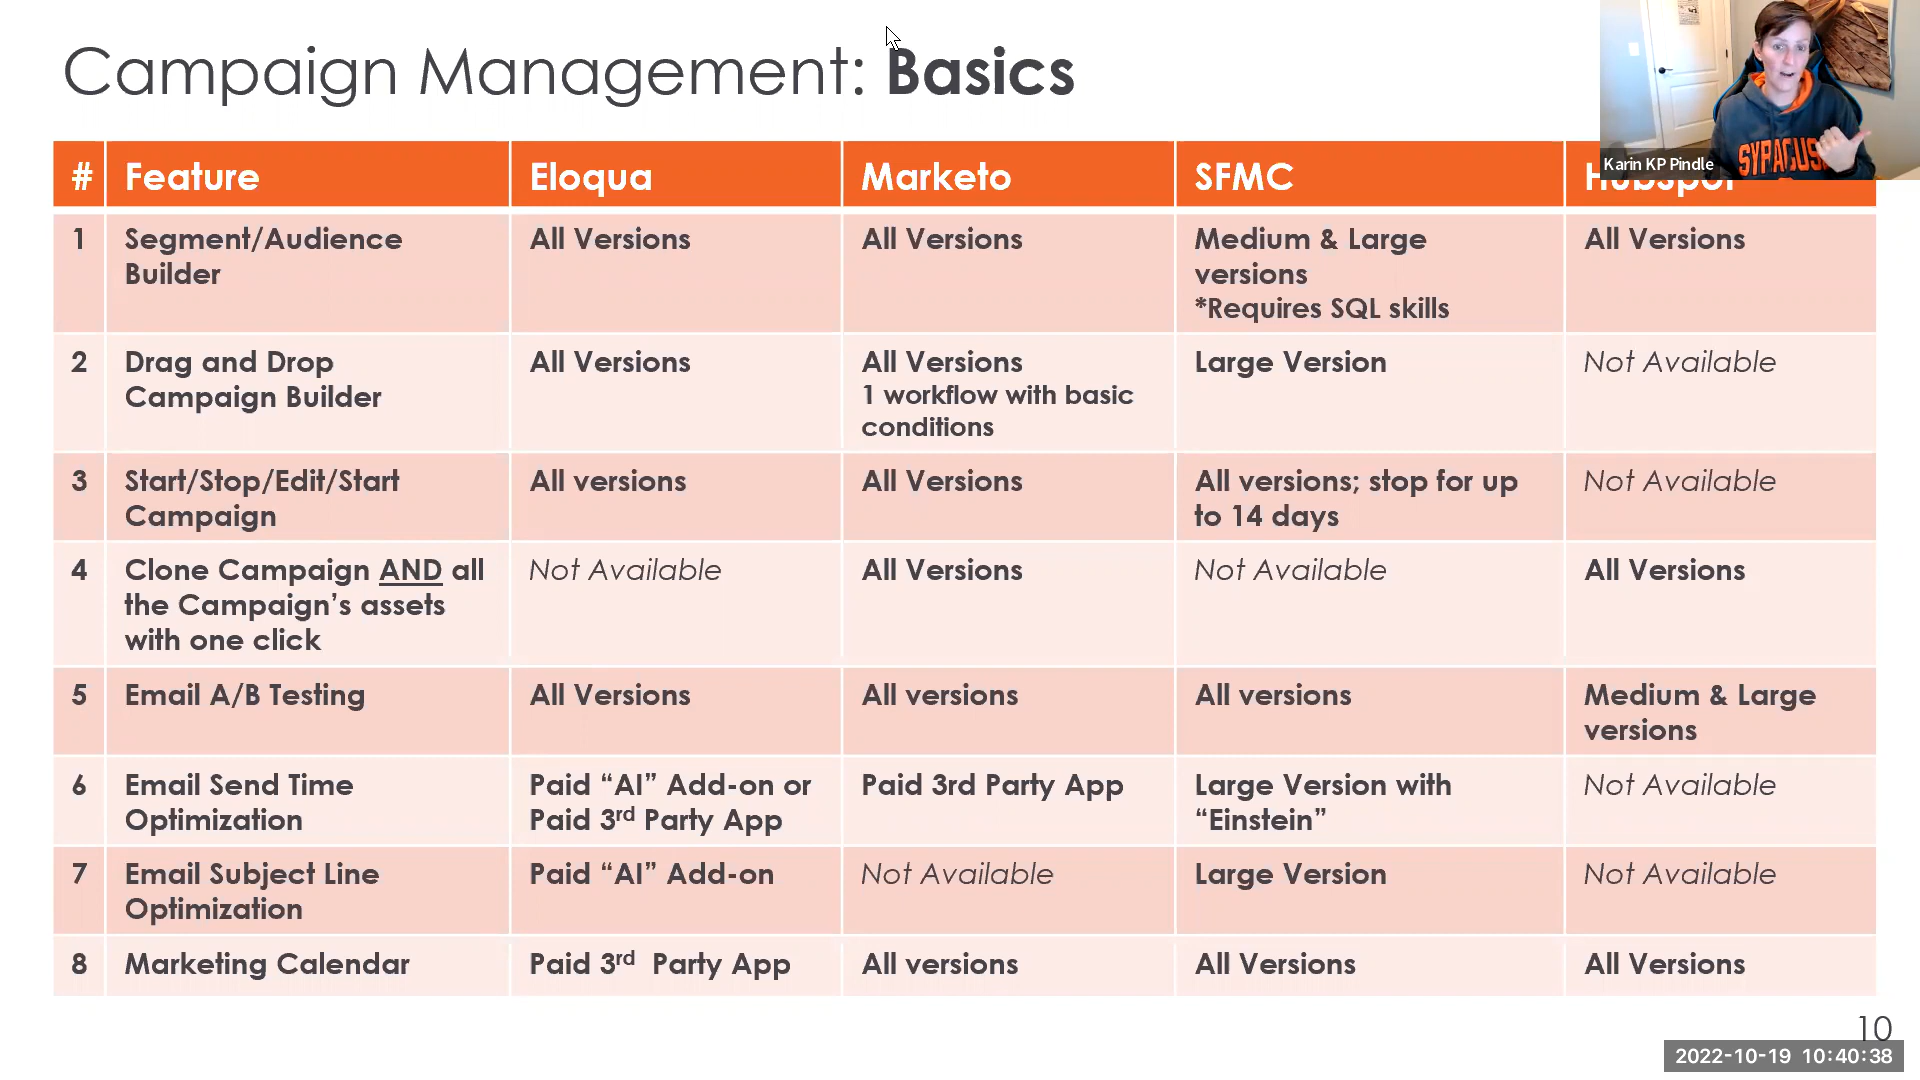 Campaign Management: Basics
Karin KP Pindle
SYRACUS
# Feature Eloqua Marketo SFMC Hubspot
1 Segment/Audience All Versions All Versions Medium & Large All Versions
Builder versions
*Requires SQL skills
2 Drag and Drop All Versions All Versions Large Version Not Available
Campaign Builder 1 workflow with basic
conditions
3 Start/Stop/Edit/Start All versions All Versions All versions; stop for up Not Available
Campaign to 14 days
4 Clone Campaign AND all Not Available All Versions Not Available All Versions
the Campaign’s assets
with one click
5 Email A/B Testing All Versions All versions All versions Medium & Large
versions
6 Email Send Time Paid “AI” Add-on or Paid 3rd Party App Large Version with Not Available
Optimization Paid 3rd Party App “Einstein”
7 Email Subject Line Paid “AI” Add-on Not Available Large Version Not Available
Optimization
8 Marketing Calendar Paid 3rd Party App All versions All Versions All Versions
10
2022-10-19 10:40:38